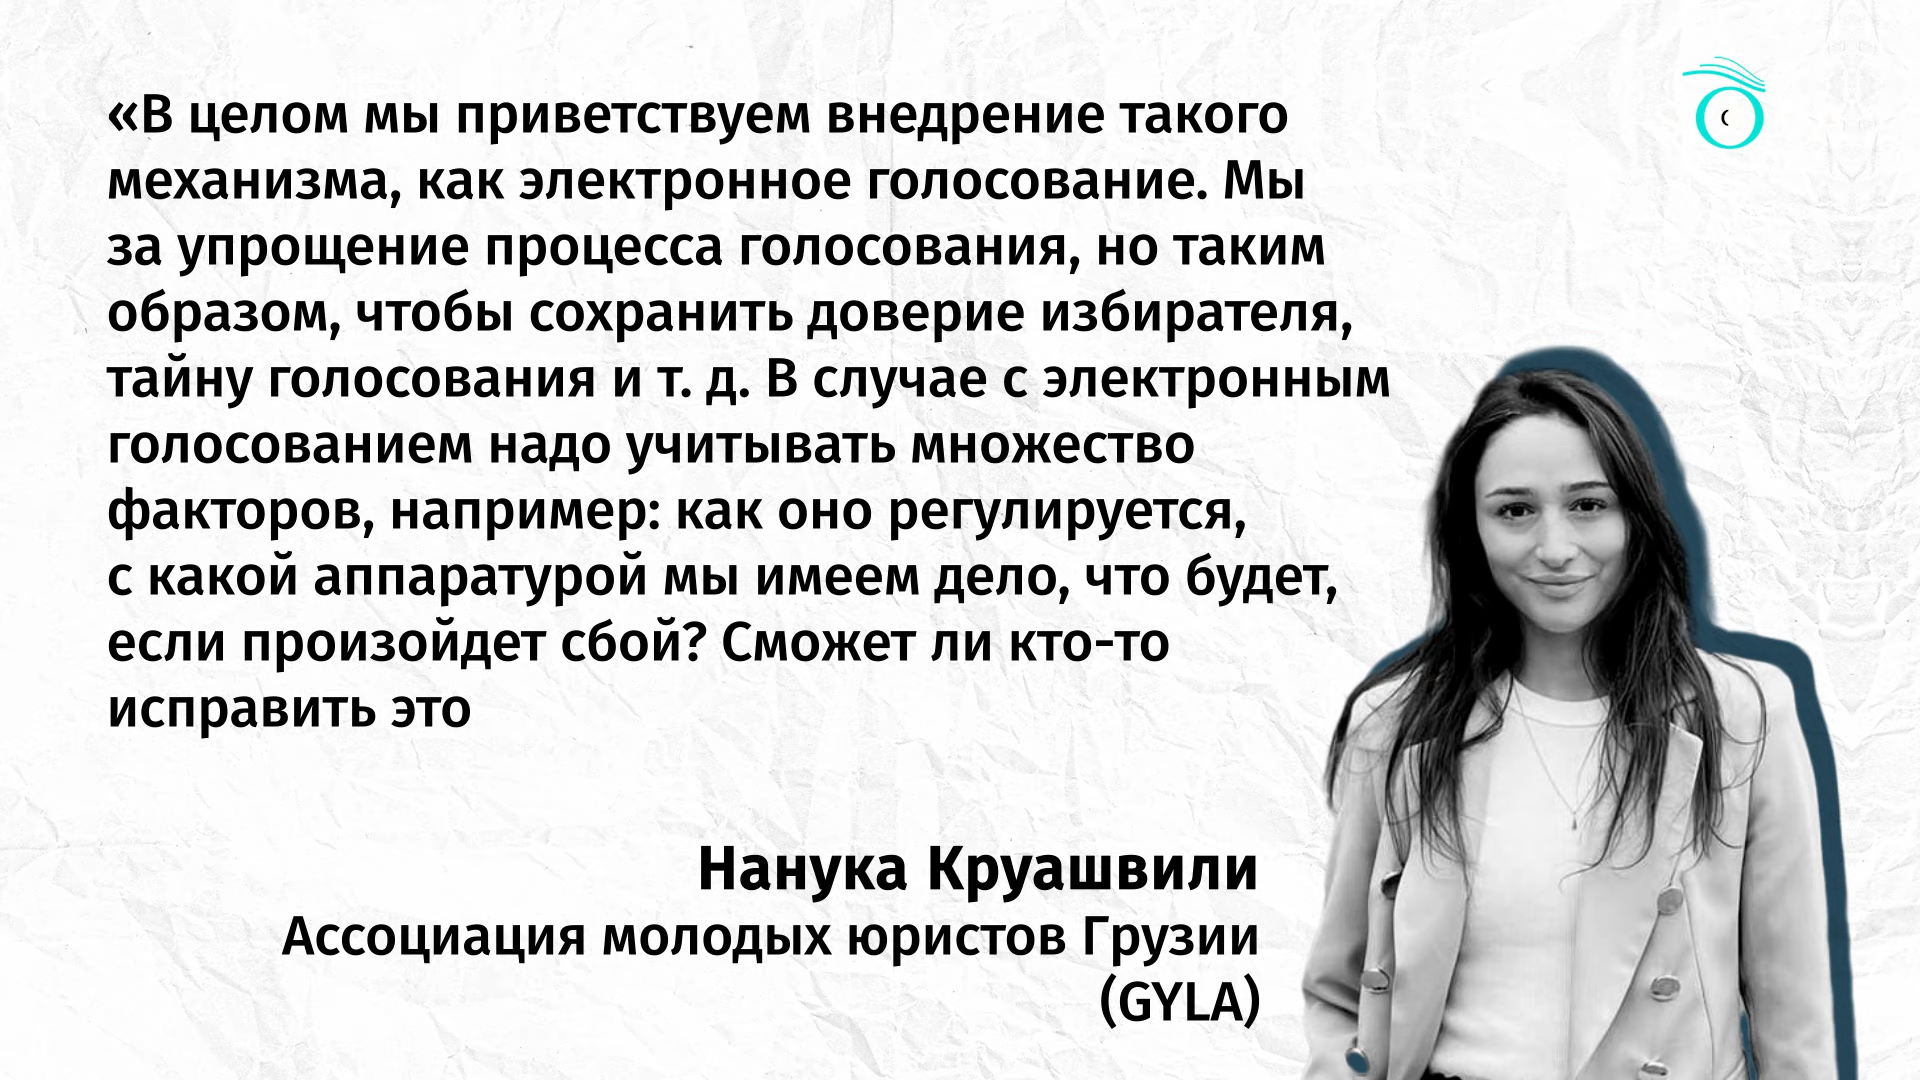 «В целом мы приветствуем внедрение такого
механизма, как электронное голосование. Мы
за упрощение процесса голосования, но таким
образом, чтобы сохранить доверие избирателя,
тайну голосования и т. д. В случае с электронным
голосованием надо учитывать множество
факторов, например: как оно регулируется,
с какой аппаратурой мы имеем дело, что будет,
если произойдет сбой? Сможет ли кто-то
исправить это
Нанука Круашвили
Ассоциация молодых юристов Грузии
(GYLA)